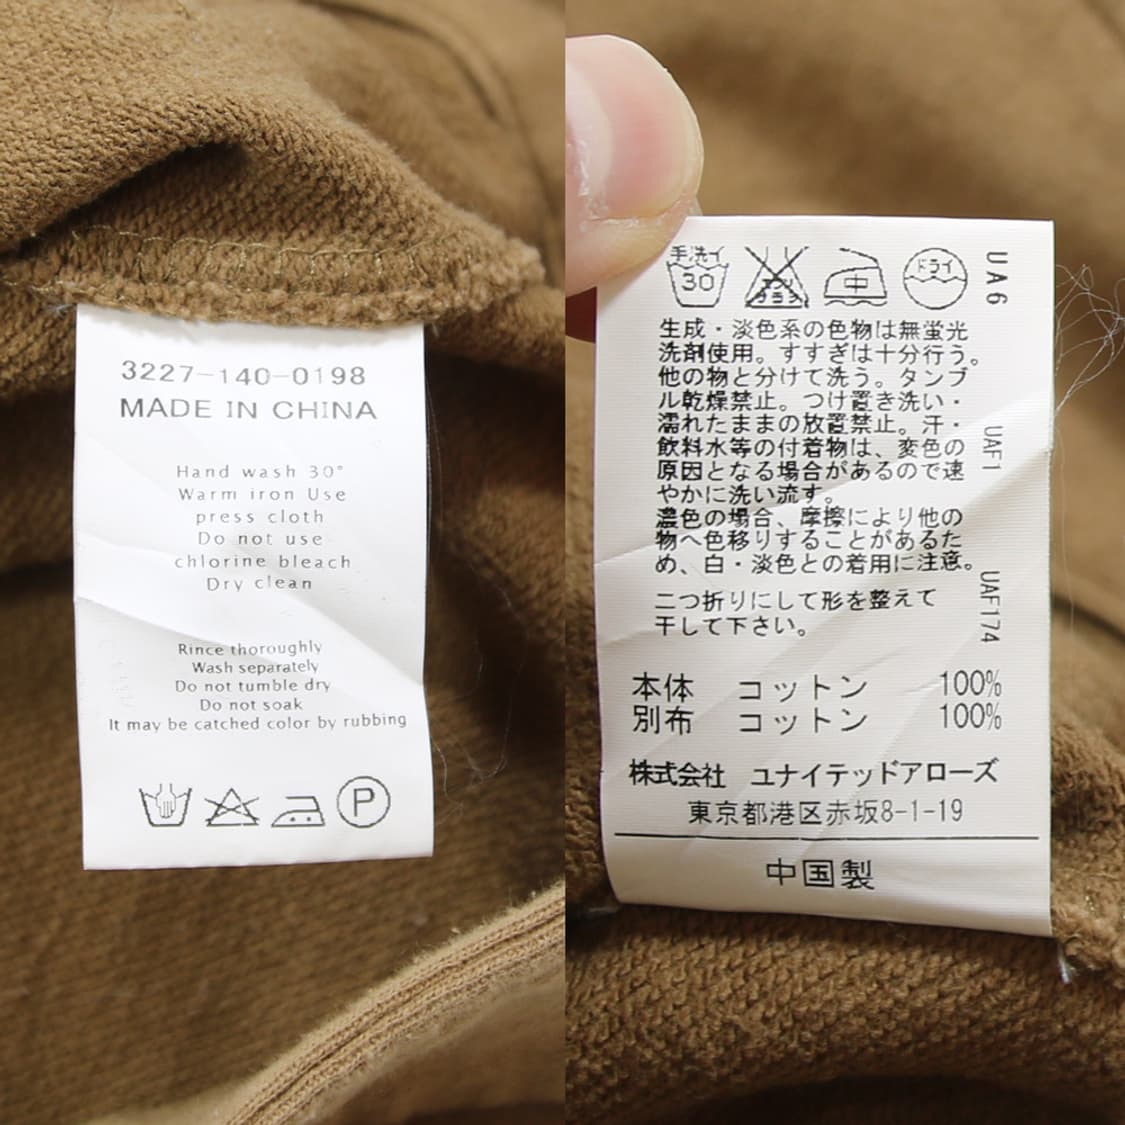 3227-140-0198
MADE IN CHINA
Hand wash 30°
Warm iron Use
press cloth
Do not use
chlorine bleach
Dry clean
Rince thoroughly
Wash separately
Do not tumble dry
Do not soak
It may be catched color by rubbing
P
手洗イ
30
中
ドライ
UA6
生成・淡色系の色物は無蛍光
洗剤使用。すすぎは十分行う。
他の物と分けて洗う。タンブ
ル乾燥禁止。つけ置き洗い・
濡れたままの放置禁止。汗・
飲料水等の付着物は、変色の
原因となる場合があるので速
やかに洗い流す。
濃色の場合、摩擦により他の
物へ色移りすることがあるた
め、白・淡色との着用に注意。
二つ折りにして形を整えて
干して下さい。
UAF1
UAF174
本体 コットン 100%
別布 コットン 100%
株式会社 ユナイテッドアローズ
東京都港区赤坂8-1-19
中国製